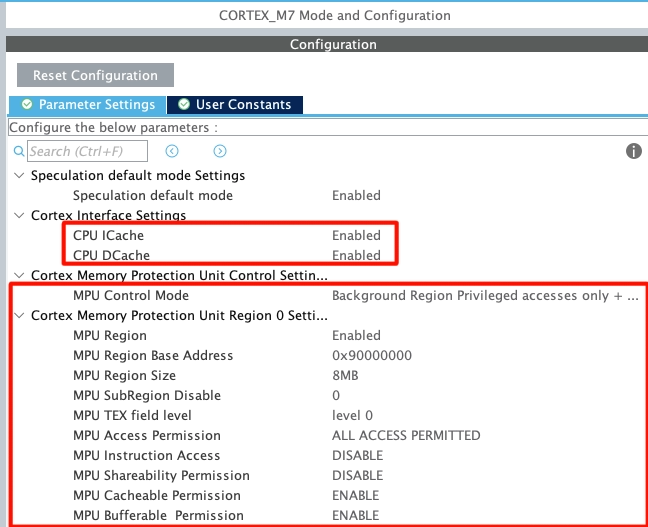 CORTEX_M7 Mode and Configuration
Configuration
Reset Configuration
Parameter Settings User Constants
Configure the below parameters :
Search (Ctrl+F)
Speculation default mode Settings
Speculation default mode Enabled
Cortex Interface Settings
CPU ICache Enabled
CPU DCache Enabled
Cortex Memory Protection Unit Control Settin...
MPU Control Mode Background Region Privileged accesses only + ...
Cortex Memory Protection Unit Region 0 Setti...
MPU Region Enabled
MPU Region Base Address 0x90000000
MPU Region Size 8MB
MPU SubRegion Disable 0
MPU TEX field level level 0
MPU Access Permission ALL ACCESS PERMITTED
MPU Instruction Access DISABLE
MPU Shareability Permission DISABLE
MPU Cacheable Permission ENABLE
MPU Bufferable Permission ENABLE